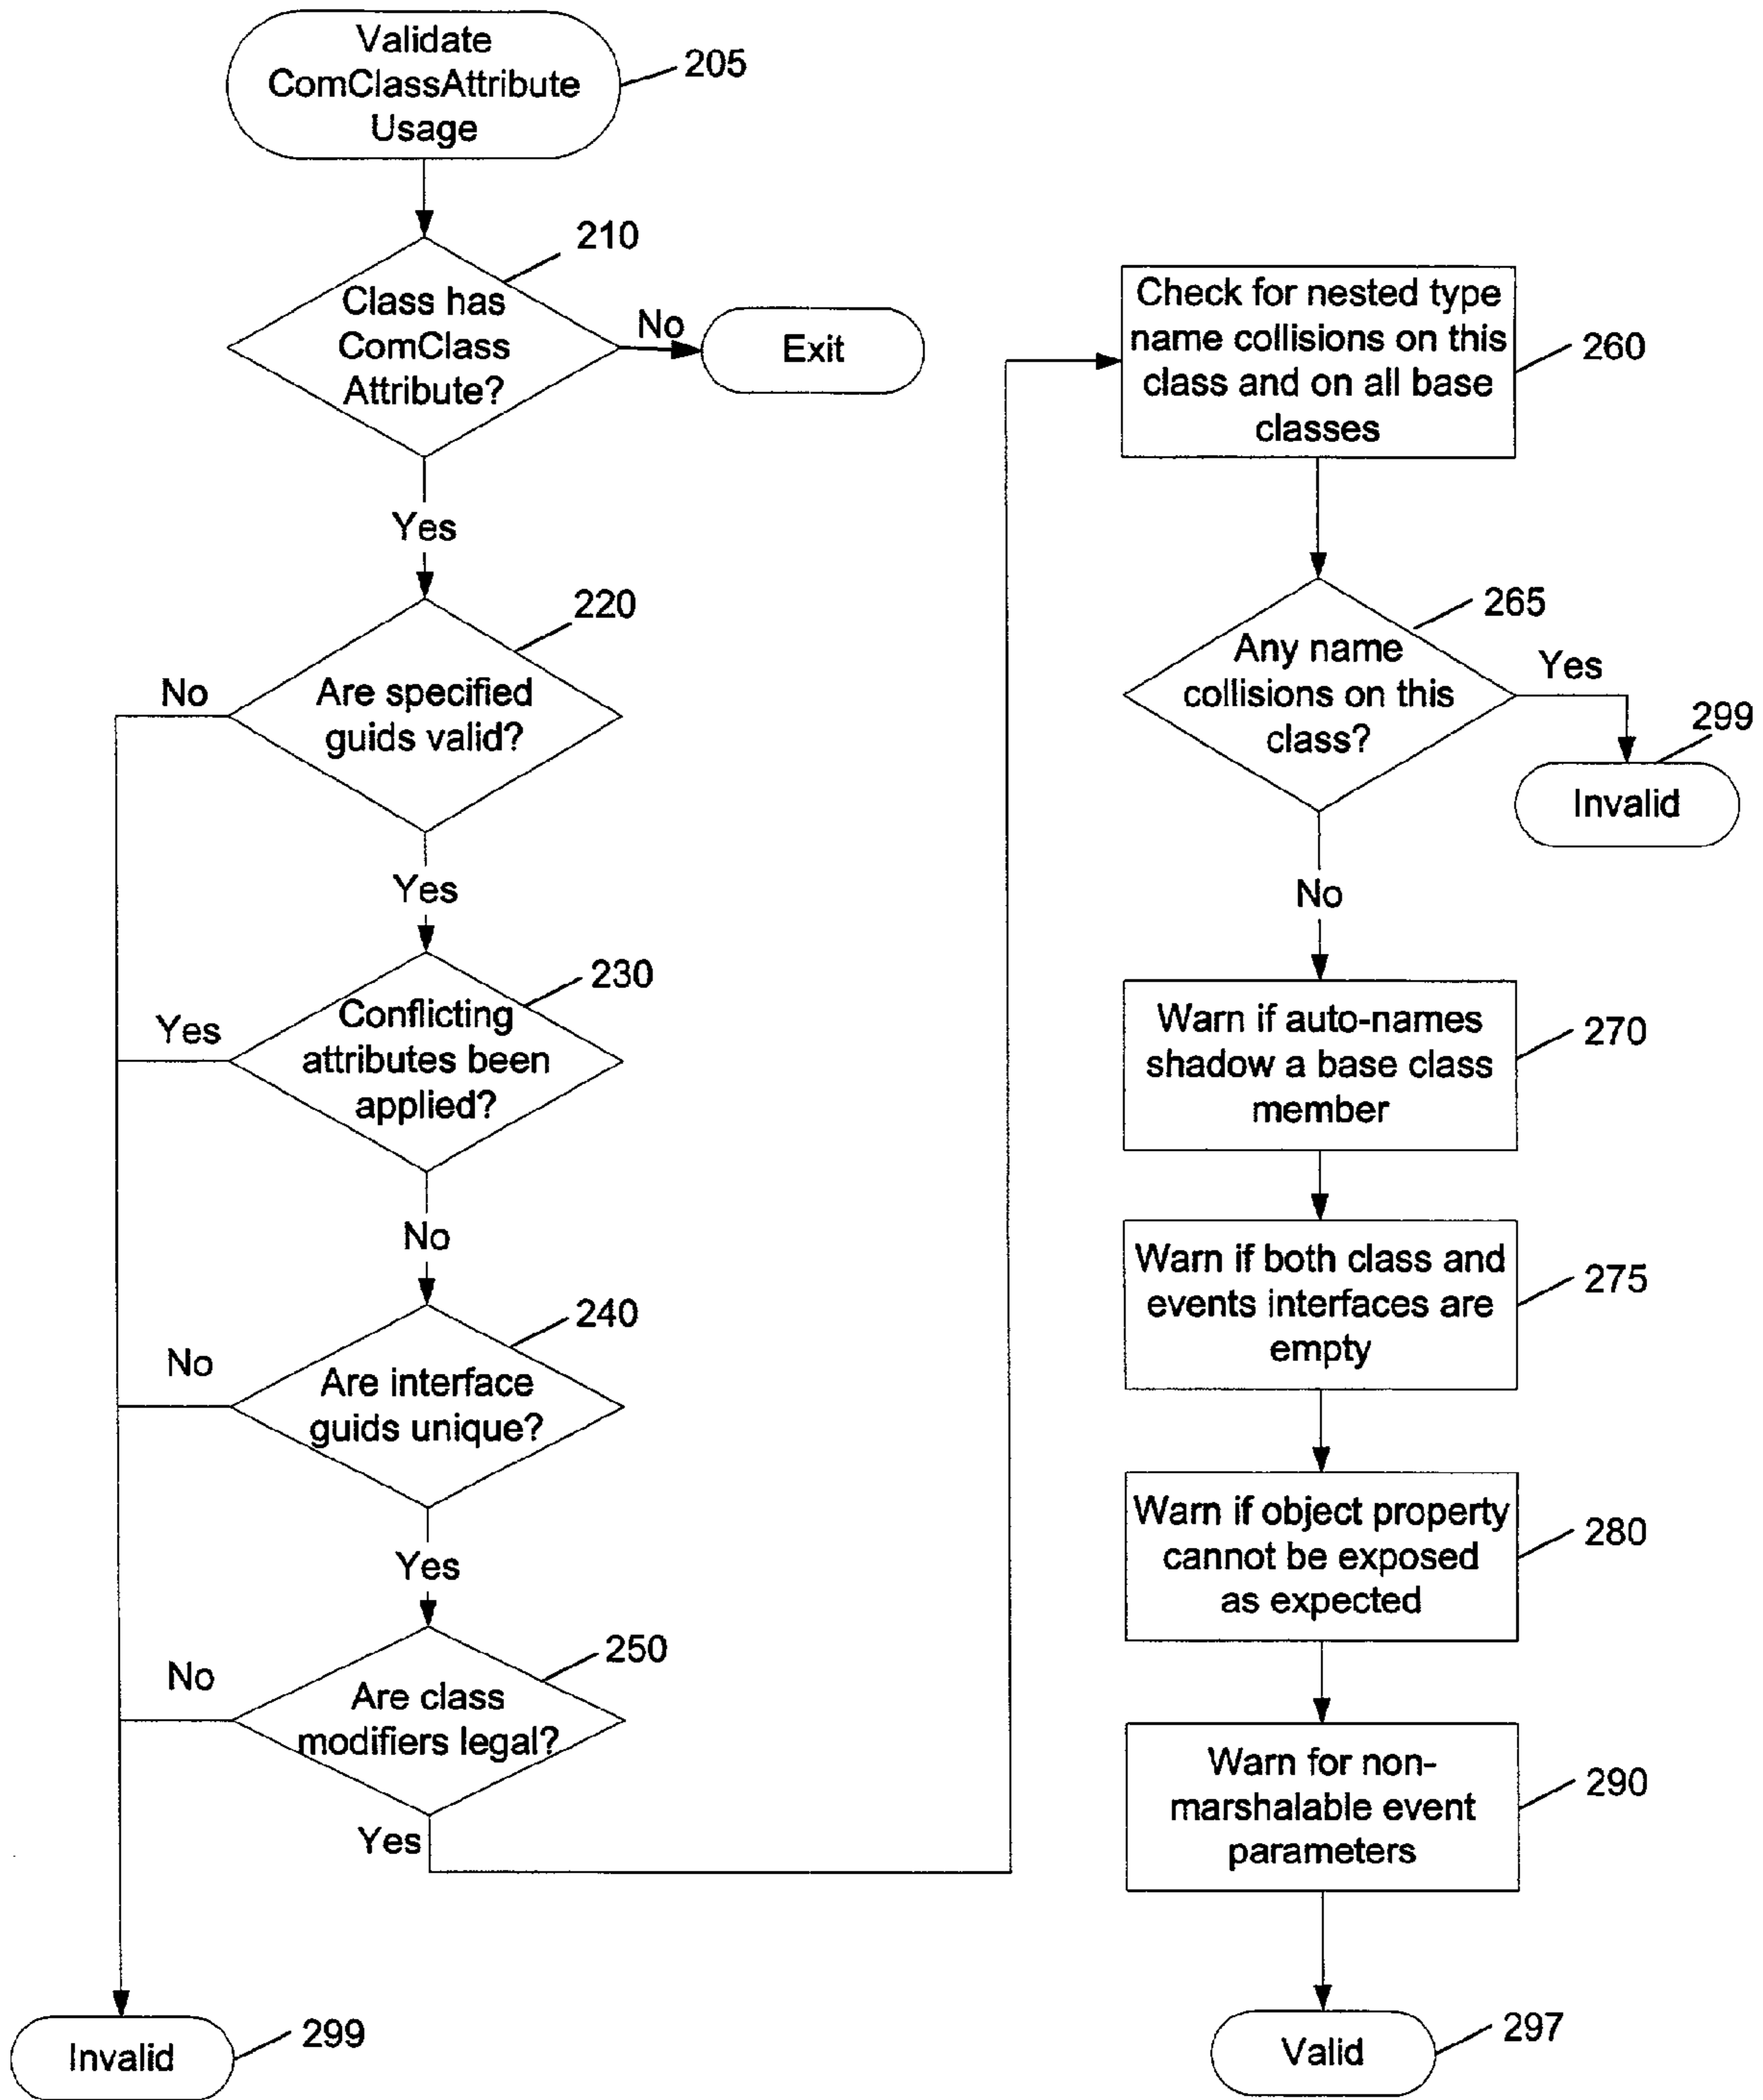 Validate
ComClassAttribute
Usage
205
210
Class has
ComClass
Attribute?
No
Exit
Yes
220
Are specified
guids valid?
No
Yes
230
Conflicting
attributes been
applied?
Yes
No
240
Are interface
guids unique?
No
Yes
250
Are class
modifiers legal?
No
Yes
Invalid
299
Check for nested type
name collisions on this
class and on all base
classes
260
265
Any name
collisions on this
class?
Yes
299
Invalid
No
Warn if auto-names
shadow a base class
member
270
Warn if both class and
events interfaces are
empty
275
Warn if object property
cannot be exposed
as expected
280
Warn for non-
marshalable event
parameters
290
Valid
297